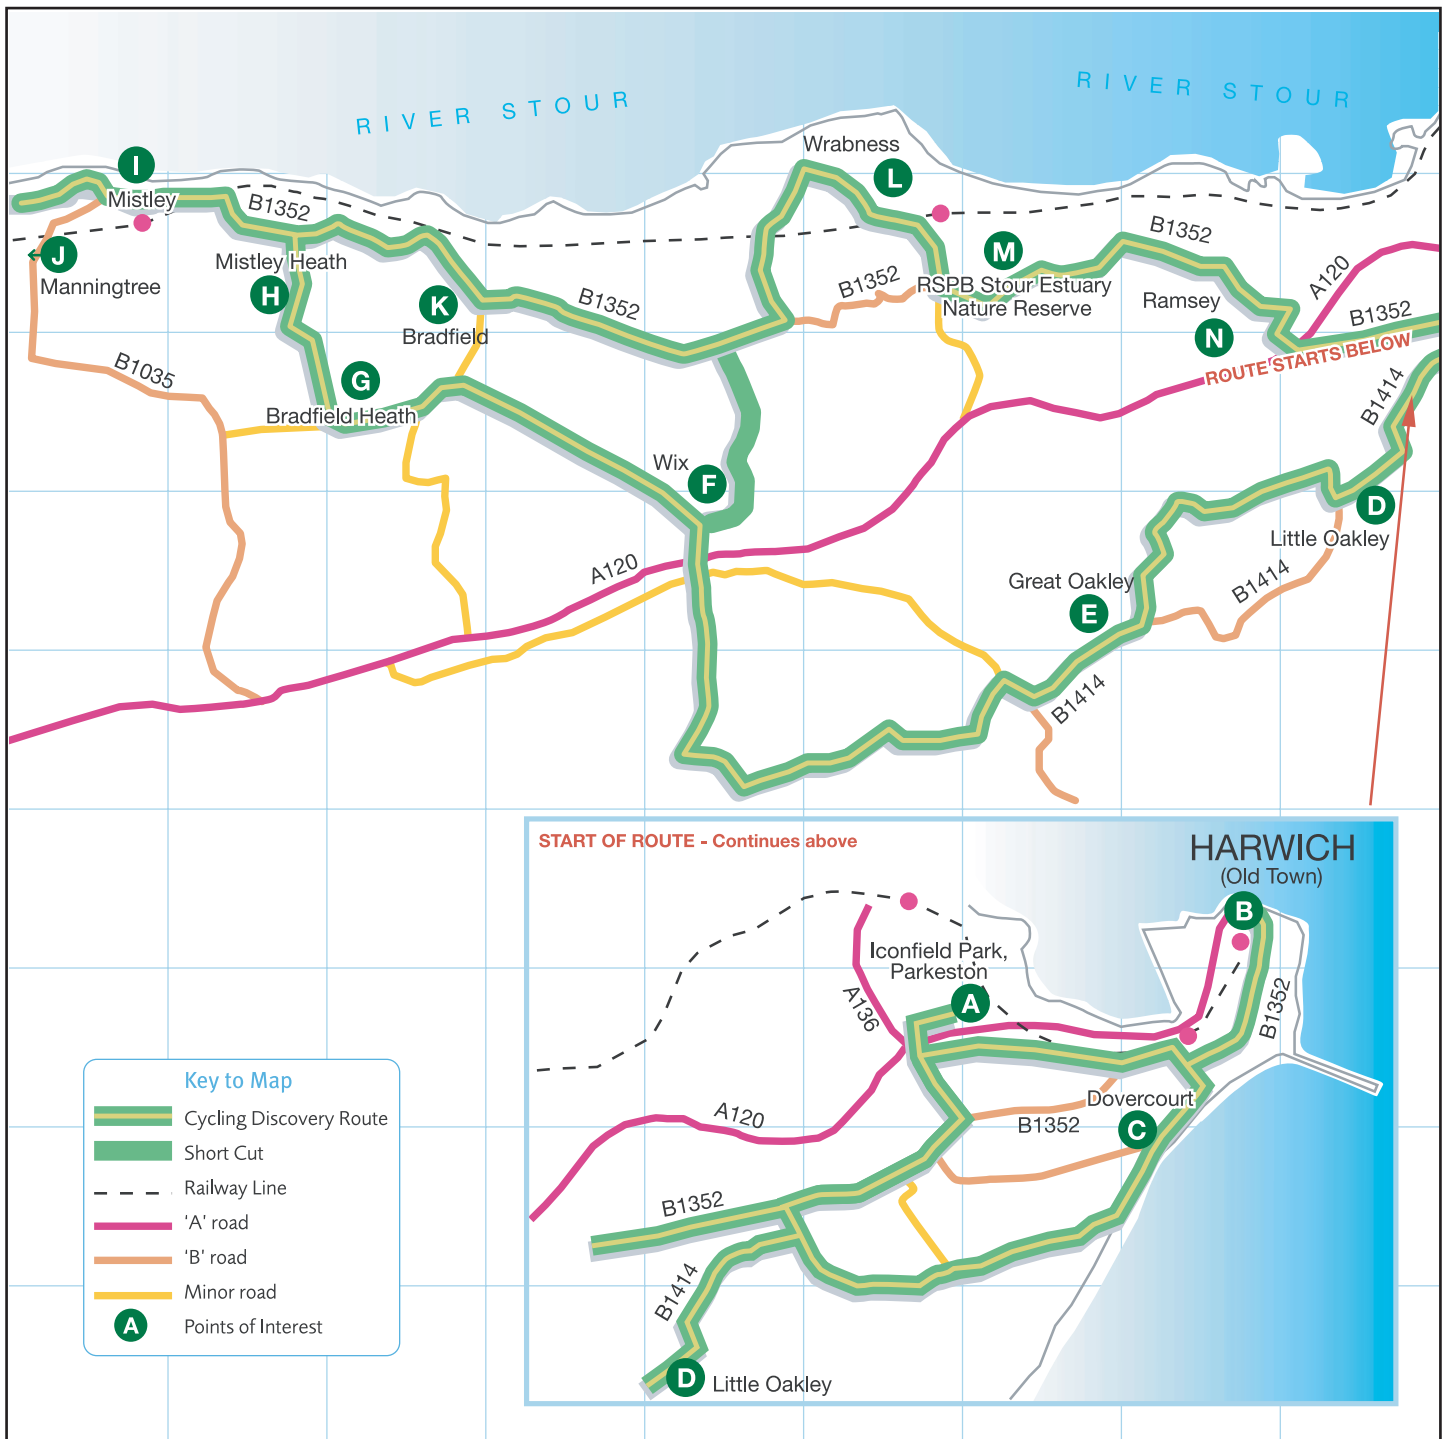 RIVER STOUR
RIVER STOUR
Wrabness
L
I
Mistley
B1352
B1352
J
Manningtree
Mistley Heath
H
K
Bradfield
B1352
B1352
M
RSPB Stour Estuary
Nature Reserve
Ramsey
N
A120
B1352
ROUTE STARTS BELOW
B1035
G
Bradfield Heath
B1414
Wix
F
D
Little Oakley
A120
Great Oakley
E
B1414
B1414
START OF ROUTE - Continues above
HARWICH
(Old Town)
B
Iconfield Park,
Parkeston
A
A136
B1352
Dovercourt
C
B1352
A120
B1352
B1414
D
Little Oakley
Key to Map
Cycling Discovery Route
Short Cut
Railway Line
'A' road
'B' road
Minor road
A
Points of Interest